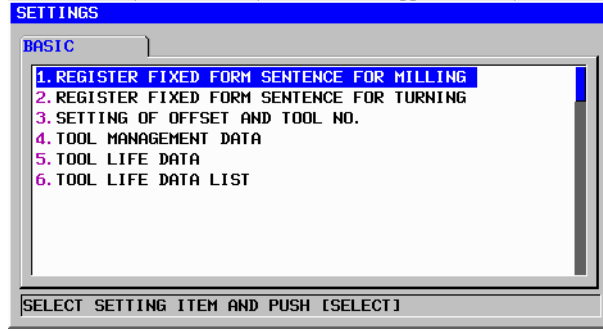 SETTINGS
BASIC
1.REGISTER FIXED FORM SENTENCE FOR MILLING
2.REGISTER FIXED FORM SENTENCE FOR TURNING
3.SETTING OF OFFSET AND TOOL NO.
4.TOOL MANAGEMENT DATA
5.TOOL LIFE DATA
6.TOOL LIFE DATA LIST
SELECT SETTING ITEM AND PUSH [SELECT]